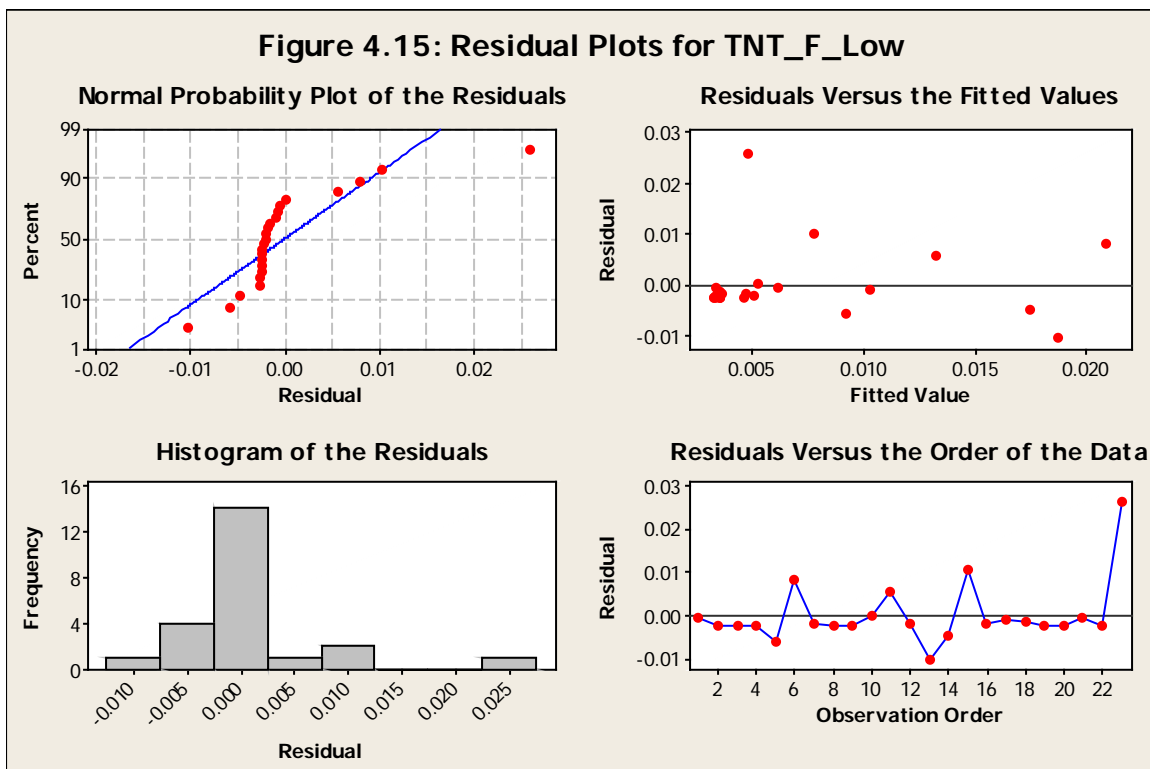 Figure 4.15: Residual Plots for TNT_F_Low
Normal Probability Plot of the Residuals
Percent
99
90
50
10
1
-0.02 -0.01 0.00 0.01 0.02
Residual
Residuals Versus the Fitted Values
Residual
0.03
0.02
0.01
0.00
-0.01
0.005 0.010 0.015 0.020
Fitted Value
Histogram of the Residuals
Frequency
16
12
8
4
0
-0.010 -0.005 0.000 0.005 0.010 0.015 0.020 0.025
Residual
Residuals Versus the Order of the Data
Residual
0.03
0.02
0.01
0.00
-0.01
2 4 6 8 10 12 14 16 18 20 22
Observation Order